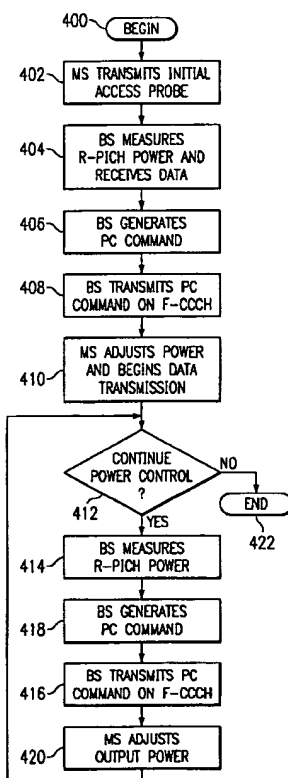 400
BEGIN
402
MS TRANSMITS INITIAL
ACCESS PROBE
404
BS MEASURES
R-PICH POWER AND
RECEIVES DATA
406
BS GENERATES
PC COMMAND
408
BS TRANSMITS PC
COMMAND ON F-CCCH
410
MS ADJUSTS POWER
AND BEGINS DATA
TRANSMISSION
CONTINUE
POWER CONTROL
?
412
NO
END
422
YES
414
BS MEASURES
R-PICH POWER
418
BS GENERATES
PC COMMAND
416
BS TRANSMITS PC
COMMAND ON F-CCCH
420
MS ADJUSTS
OUTPUT POWER